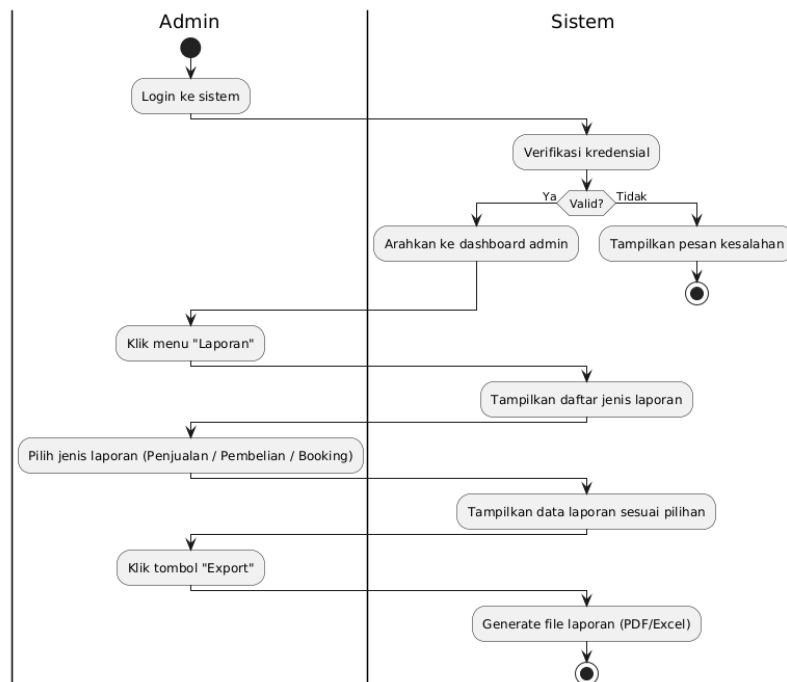 Admin
Sistem
Login ke sistem
Verifikasi kredensial
Valid?
Ya
Tidak
Arahkan ke dashboard admin
Tampilkan pesan kesalahan
Klik menu "Laporan"
Tampilkan daftar jenis laporan
Pilih jenis laporan (Penjualan / Pembelian / Booking)
Tampilkan data laporan sesuai pilihan
Klik tombol "Export"
Generate file laporan (PDF/Excel)